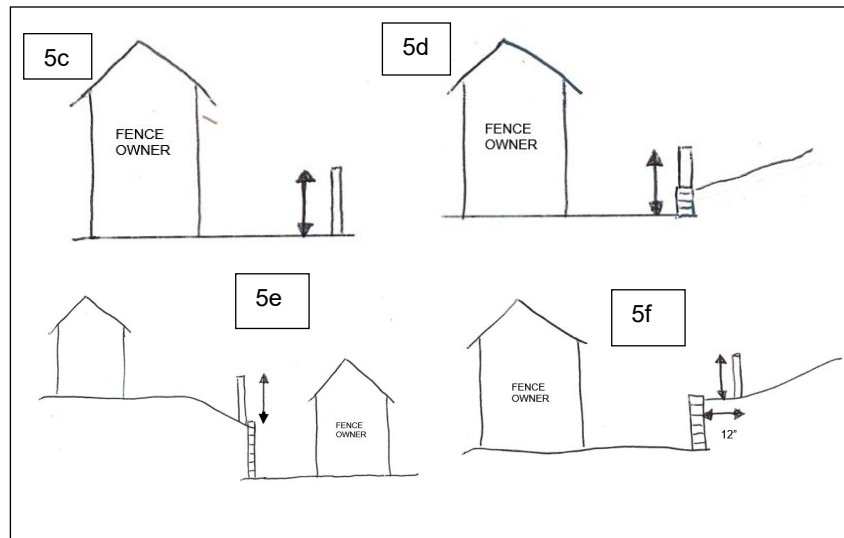 5c
5d
FENCE
OWNER
FENCE
OWNER
5e
5f
FENCE
OWNER
FENCE
OWNER
12”